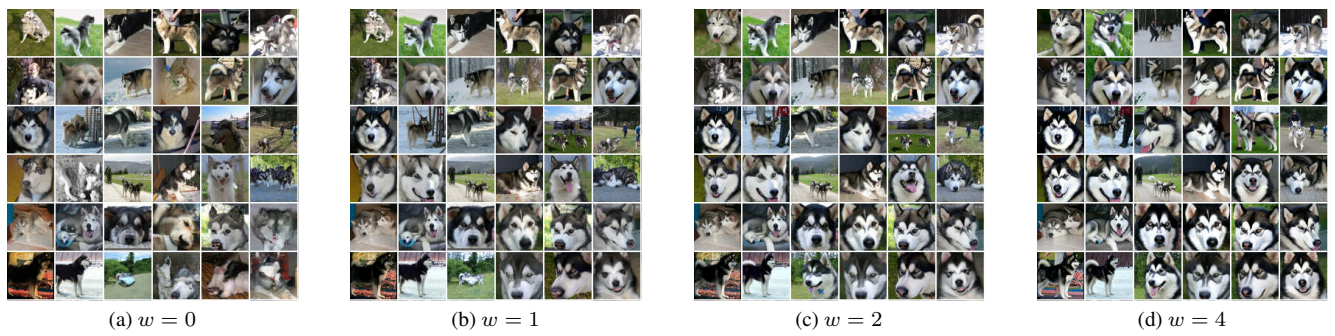 (a) w = 0
(b) w = 1
(c) w = 2
(d) w = 4